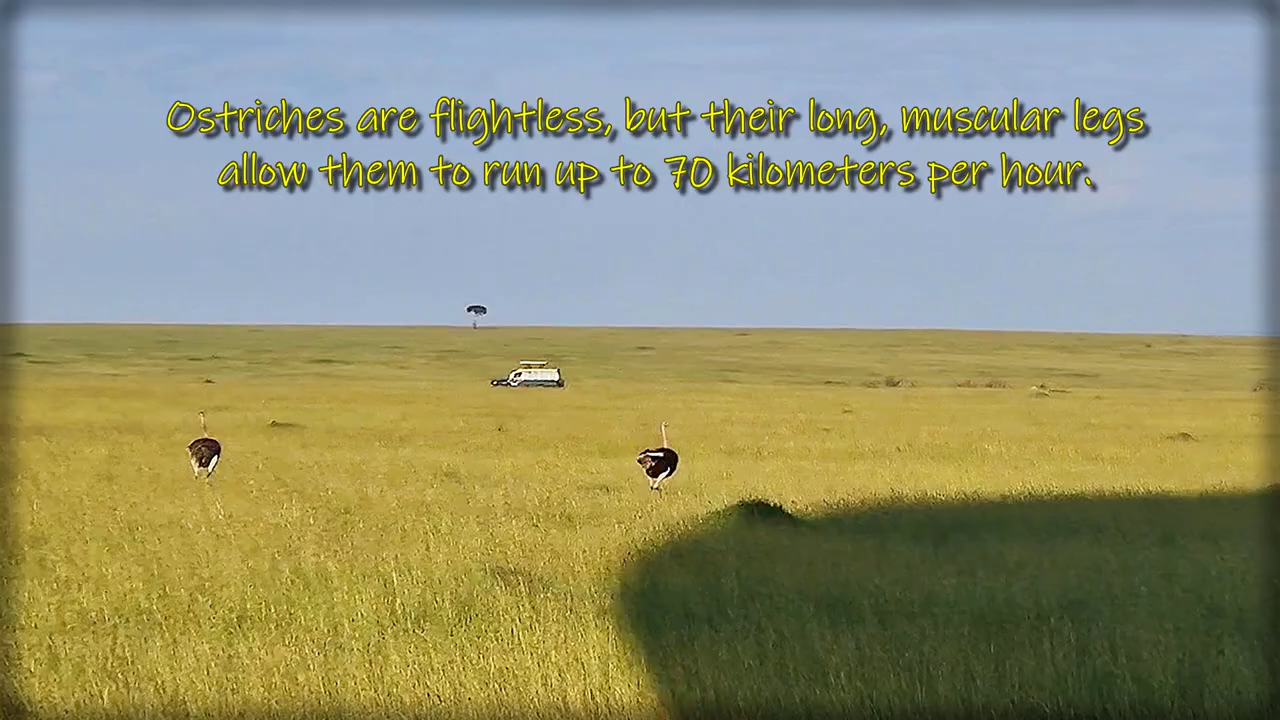 Ostriches are flightless, but their long, muscular legs
allow them to run up to 70 kilometers per hour.